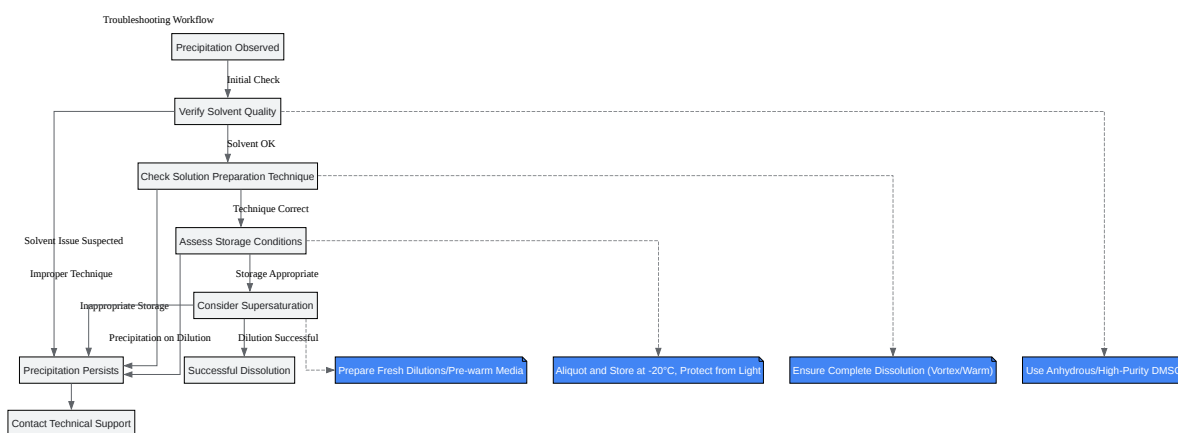 Troubleshooting Workflow
Precipitation Observed
Initial Check
Verify Solvent Quality
Solvent OK
Check Solution Preparation Technique
Technique Correct
Solvent Issue Suspected
Assess Storage Conditions
Improper Technique
Storage Appropriate
Inappropriate Storage
Consider Supersaturation
Precipitation on Dilution
Dilution Successful
Precipitation Persists
Successful Dissolution
Prepare Fresh Dilutions/Pre-warm Media
Aliquot and Store at -20°C, Protect from Light
Ensure Complete Dissolution (Vortex/Warm)
Use Anhydrous/High-Purity DMSO
Contact Technical Support